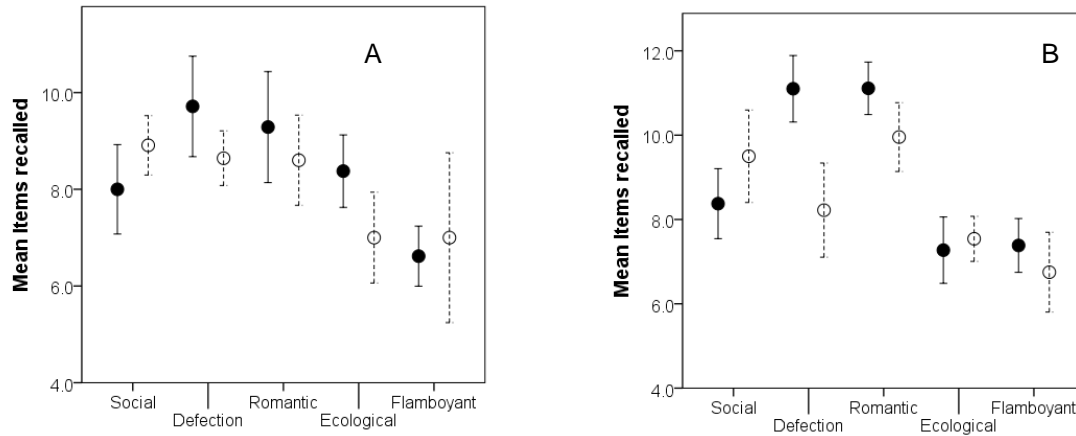 A
Mean Items recalled
10.0
8.0
6.0
4.0
Social
Defection
Romantic
Ecological
Flamboyant
B
Mean Items recalled
12.0
10.0
8.0
6.0
4.0
Social
Defection
Romantic
Ecological
Flamboyant